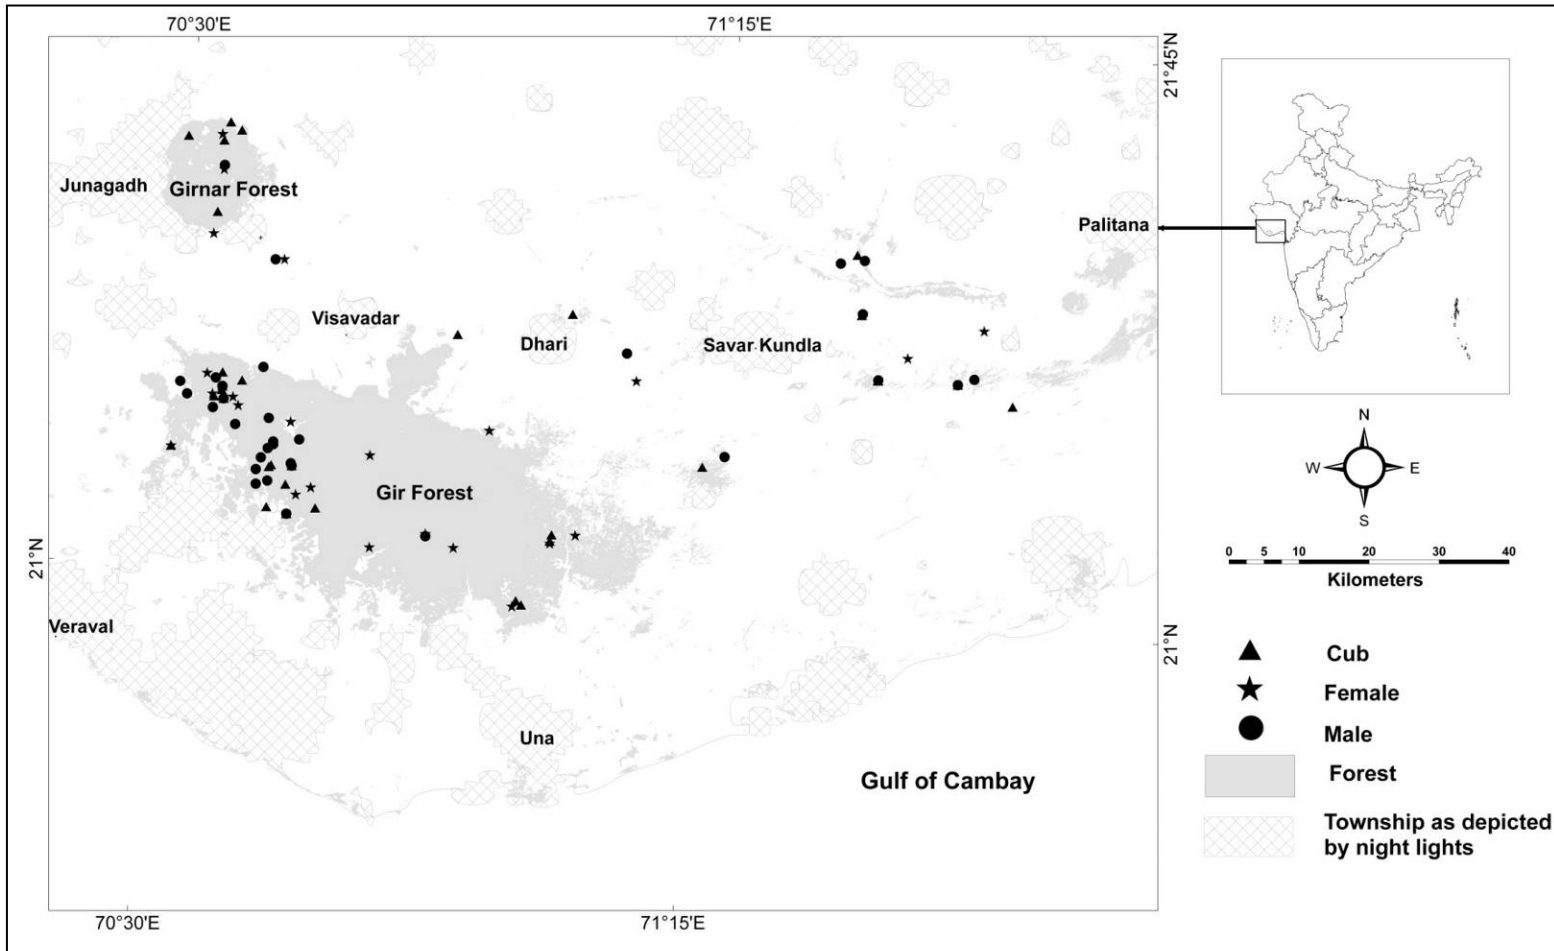 70°30'E
71°15'E
21°45'N
Junagadh
Girnar Forest
Palitana
Visavadar
Dhari
Savar Kundla
Gir Forest
21°N
Veraval
21°N
Una
Gulf of Cambay
70°30'E
71°15'E
N
W
E
S
0 5 10 20 30 40
Kilometers
Cub
Female
Male
Forest
Township as depicted
by night lights